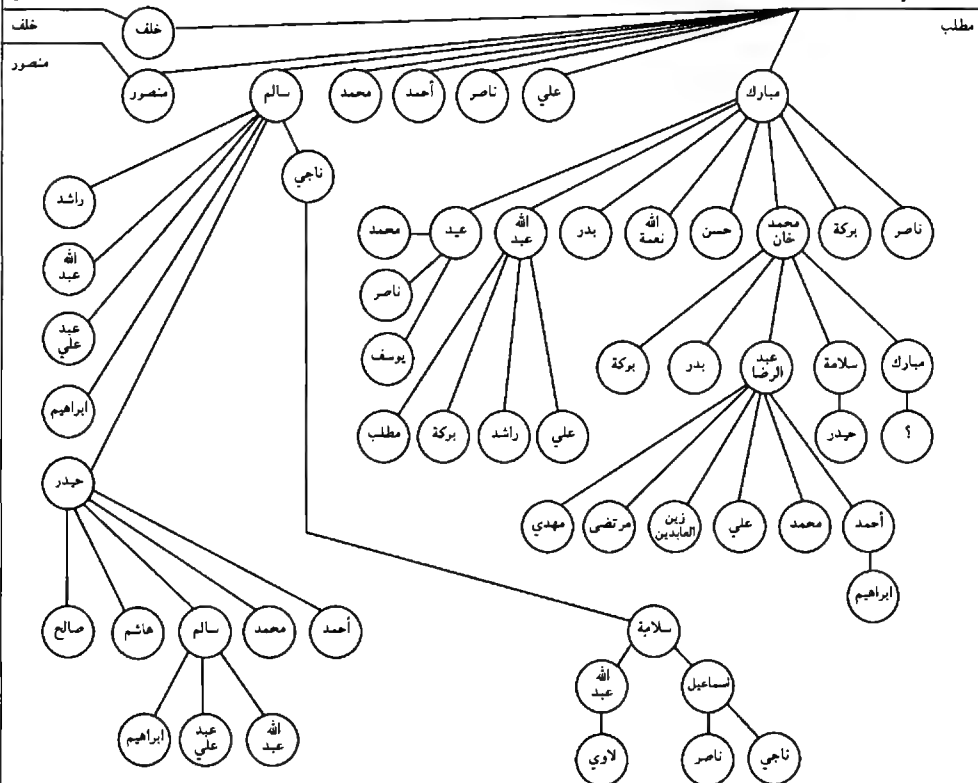 مطلب
خلف
خلف
منصور
منصور
سالم
محمد
أحمد
ناصر
علي
مبارك
ناجي
راشد
الله
عبد
عبد
علي
ابراهيم
حيدر
محمد
عيد
ناصر
يوسف
الله
عبد
بدر
الله
نعمة
حسن
محمد
خان
بركة
ناصر
مطلب
بركة
راشد
علي
بركة
بدر
عبد
الرضا
سلامة
مبارك
حيدر
؟
مهدي
مرتضى
زين
العابدين
علي
محمد
أحمد
ابراهيم
صالح
هاشم
سالم
محمد
أحمد
ابراهيم
عبد
علي
الله
عبد
سلامة
الله
عبد
اسماعيل
لاوي
ناصر
ناجي